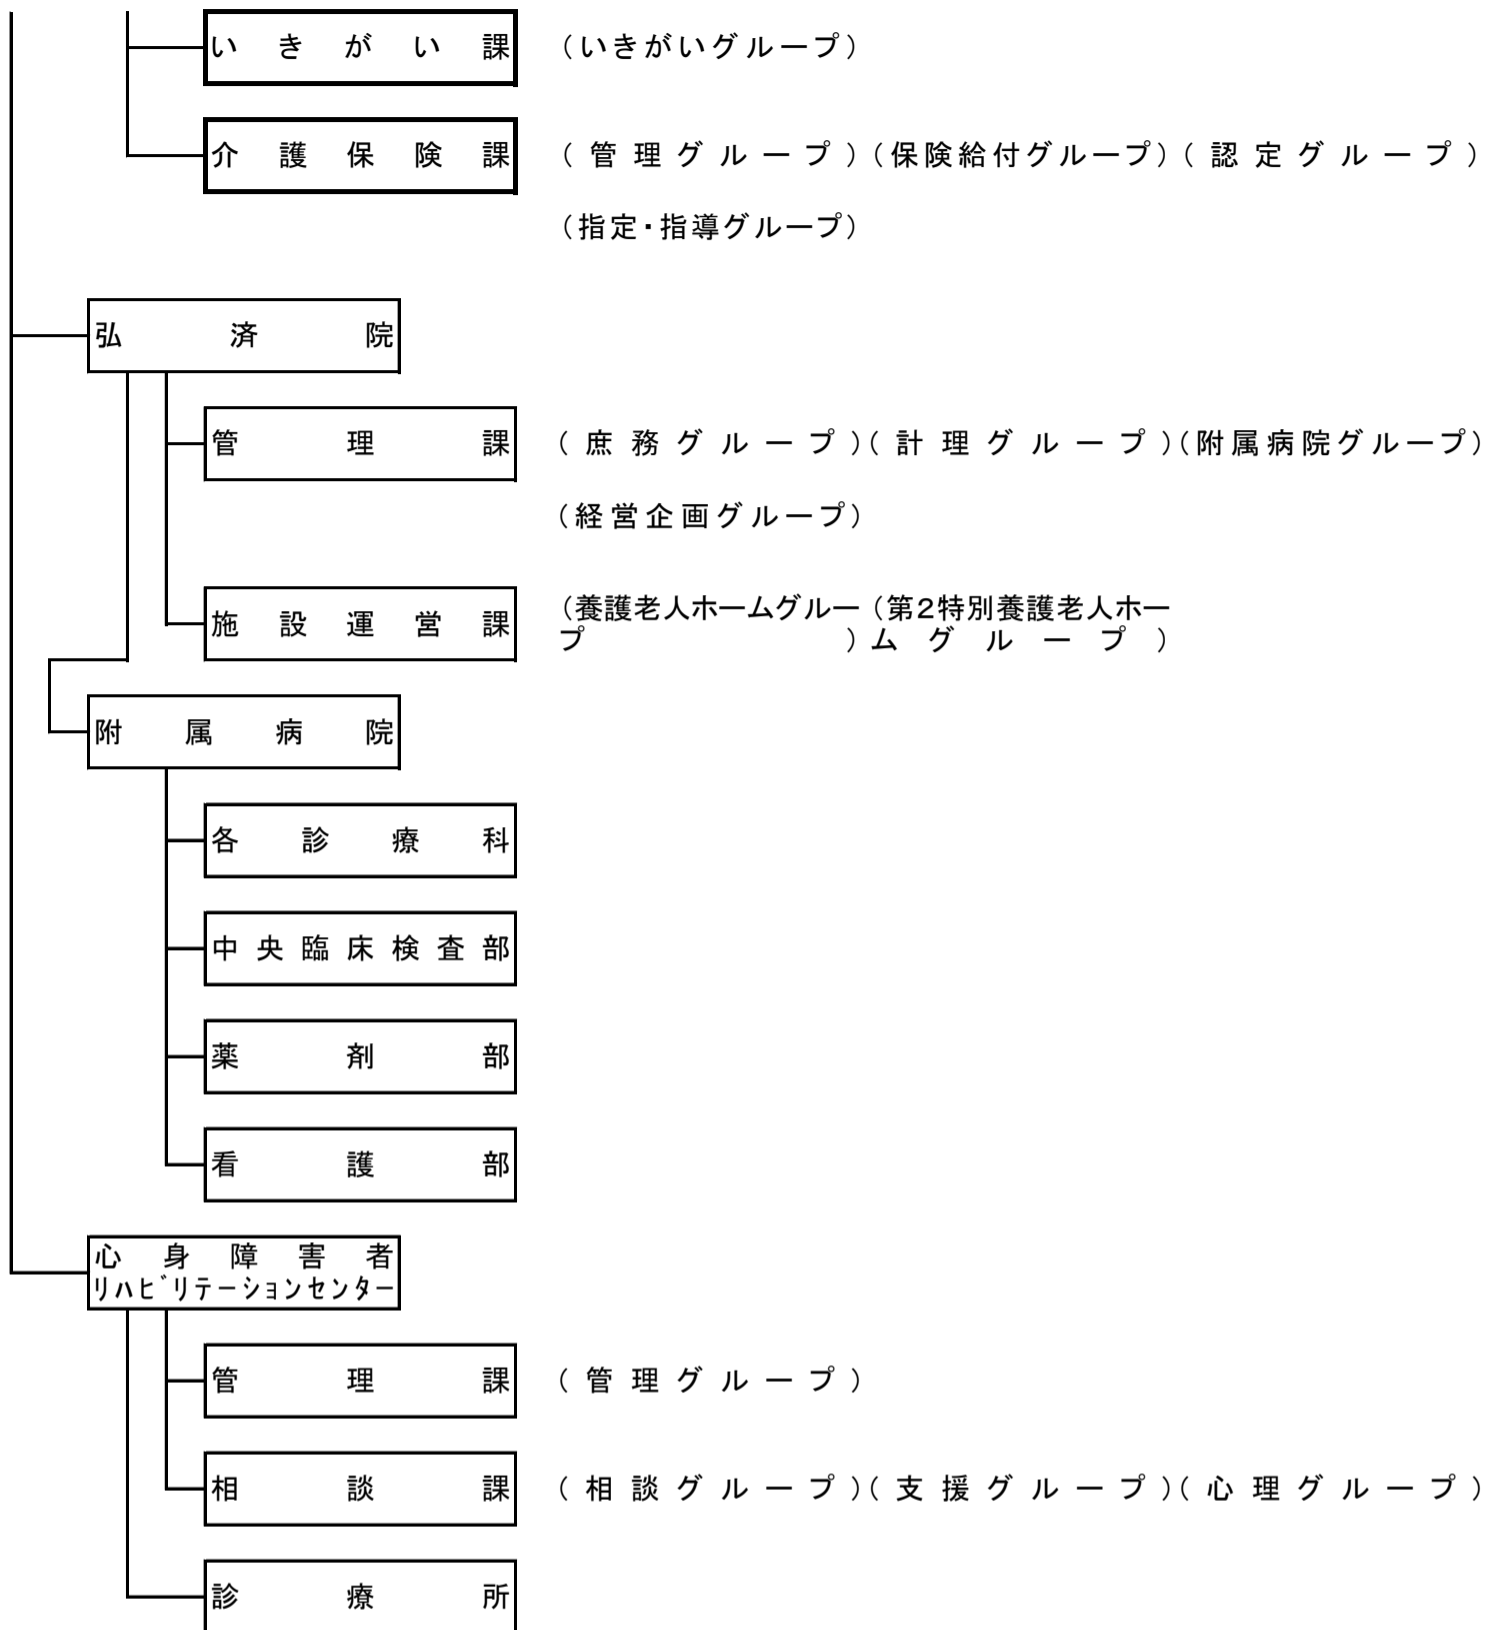 いきがい課 （いきがいグループ）
介護保険課 （管理グループ）（保険給付グループ）（認定グループ）
（指定・指導グループ）
弘済院
管理課 （庶務グループ）（計理グループ）（附属病院グループ）
（経営企画グループ）
施設運営課 （養護老人ホームグループ）（第2特別養護老人ホームグループ）
附属病院
各診療科
中央臨床検査部
薬剤部
看護部
心身障害者
リハビリテーションセンター
管理課 （管理グループ）
相談課 （相談グループ）（支援グループ）（心理グループ）
診療所